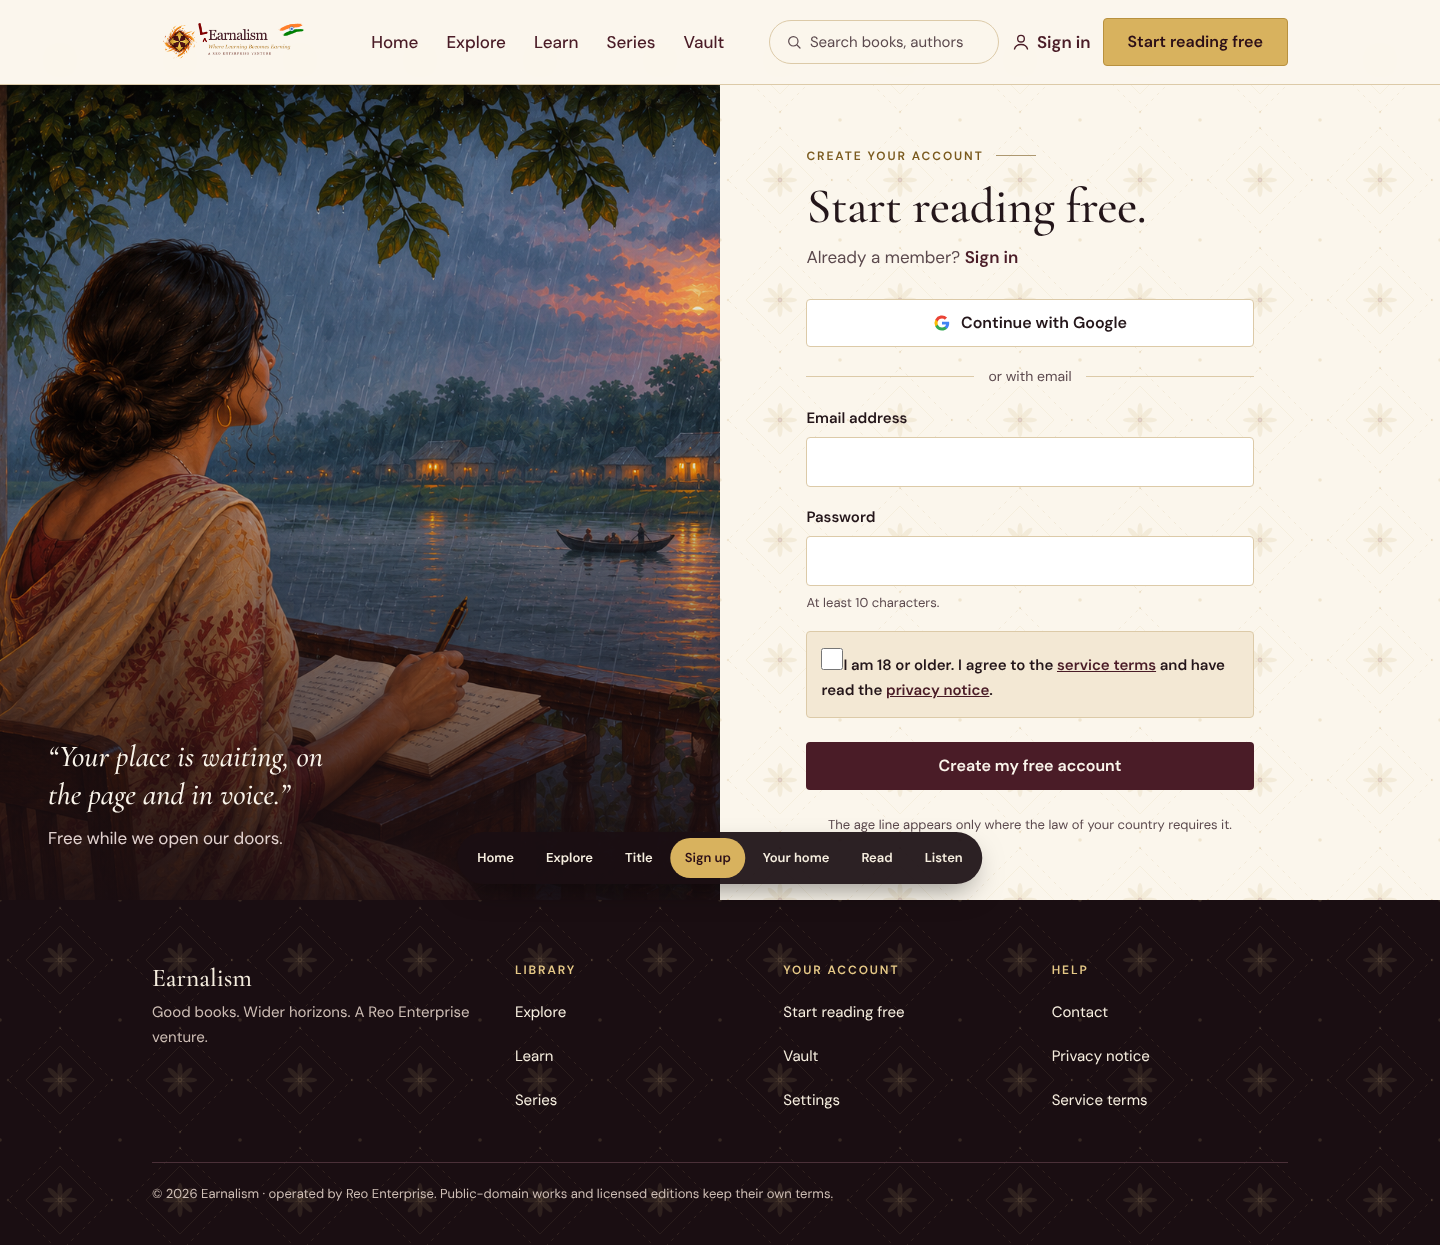 Earnalism
Where Learning Becomes Earning
A REO ENTERPRISE VENTURE
Home Explore Learn Series Vault
Search books, authors
Sign in
Start reading free
CREATE YOUR ACCOUNT
Start reading free.
Already a member? Sign in
Continue with Google
or with email
Email address
Password
At least 10 characters.
I am 18 or older. I agree to the service terms and have
read the privacy notice.
Create my free account
The age line appears only where the law of your country requires it.
“Your place is waiting, on
the page and in voice.”
Free while we open our doors.
Home Explore Title Sign up Your home Read Listen
Earnalism
Good books. Wider horizons. A Reo Enterprise
venture.
LIBRARY
Explore
Learn
Series
YOUR ACCOUNT
Start reading free
Vault
Settings
HELP
Contact
Privacy notice
Service terms
© 2026 Earnalism · operated by Reo Enterprise. Public-domain works and licensed editions keep their own terms.